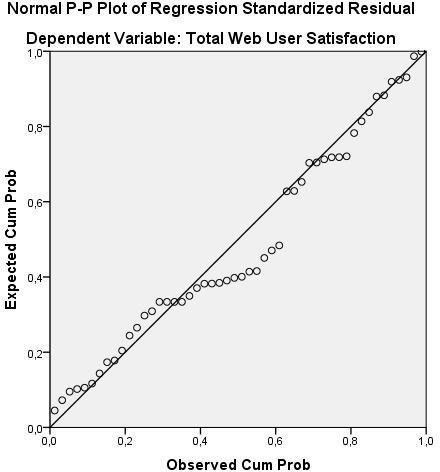 Normal P-P Plot of Regression Standardized Residual
Dependent Variable: Total Web User Satisfaction
1,0
0,8
0,6
0,4
0,2
0,0
Expected Cum Prob
0,0 0,2 0,4 0,6 0,8 1,0
Observed Cum Prob